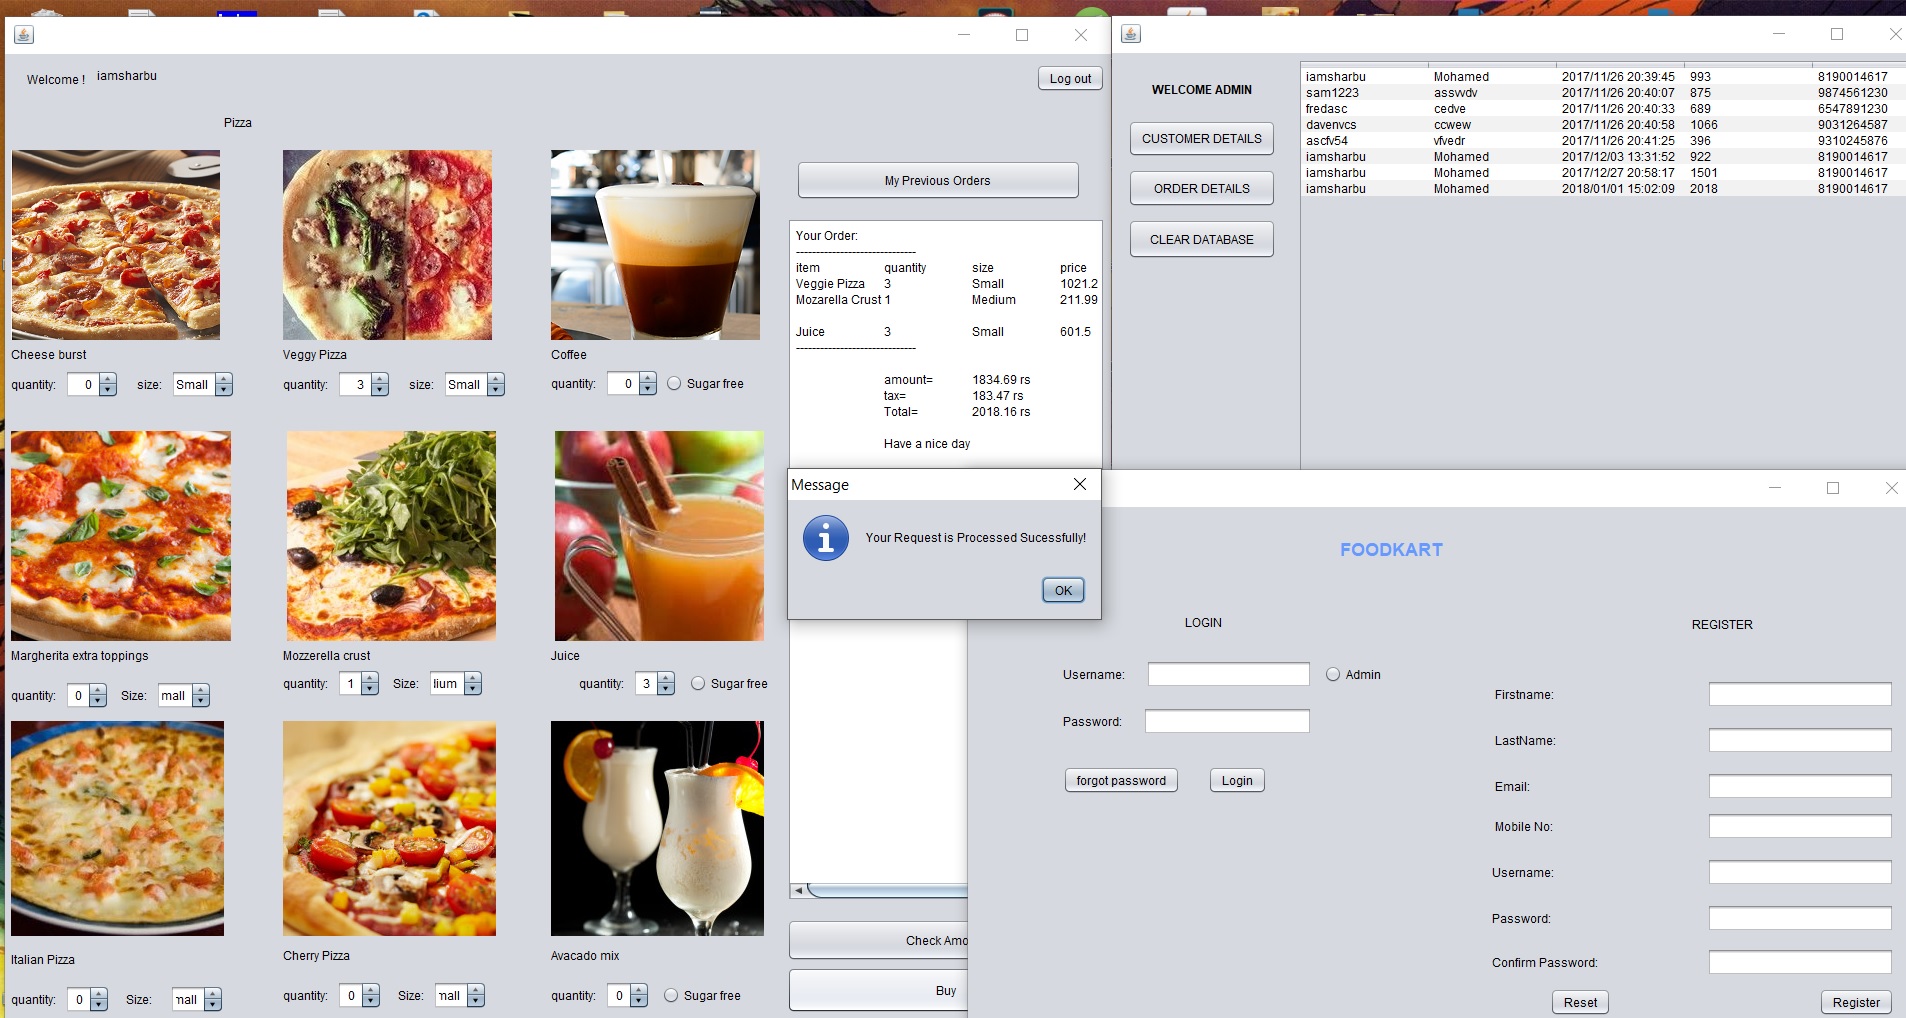 Welcome ! iamsharbu
Log out
Pizza
Cheese burst
quantity: 0 size: Small
Veggy Pizza
quantity: 3 size: Small
Coffee
quantity: 0 Sugar free
Margherita extra toppings
quantity: 0 Size: mall
Mozzerella crust
quantity: 1 Size: lium
Juice
quantity: 3 Sugar free
Italian Pizza
quantity: 0 Size: mall
Cherry Pizza
quantity: 0 Size: mall
Avacado mix
quantity: 0 Sugar free
My Previous Orders
Your Order:
------------------------------
item quantity size price
Veggie Pizza 3 Small 1021.2
Mozarella Crust 1 Medium 211.99
Juice 3 Small 601.5
------------------------------
amount= 1834.69 rs
tax= 183.47 rs
Total= 2018.16 rs
Have a nice day
Check Amo
Buy
Message
Your Request is Processed Sucessfully!
OK
WELCOME ADMIN
CUSTOMER DETAILS
ORDER DETAILS
CLEAR DATABASE
iamsharbu Mohamed 2017/11/26 20:39:45 993 8190014617
sam1223 asswdv 2017/11/26 20:40:07 875 9874561230
fredasc cedve 2017/11/26 20:40:33 689 6547891230
davenvcs ccwew 2017/11/26 20:40:58 1066 9031264587
ascfv54 vfvedr 2017/11/26 20:41:25 396 9310245876
iamsharbu Mohamed 2017/12/03 13:31:52 922 8190014617
iamsharbu Mohamed 2017/12/27 20:58:17 1501 8190014617
iamsharbu Mohamed 2018/01/01 15:02:09 2018 8190014617
FOODKART
LOGIN
Username:
Admin
Password:
forgot password
Login
REGISTER
Firstname:
LastName:
Email:
Mobile No:
Username:
Password:
Confirm Password:
Reset
Register